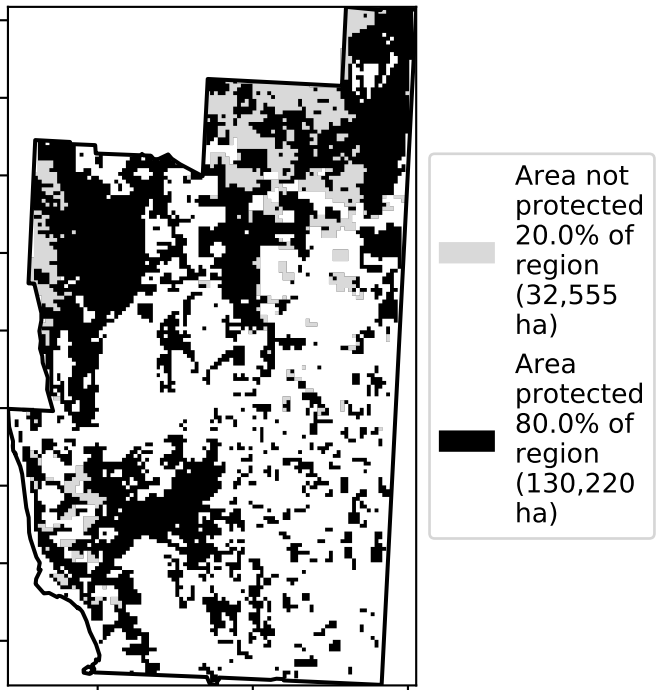 Area not
protected
20.0% of
region
(32,555
ha)
Area
protected
80.0% of
region
(130,220
ha)